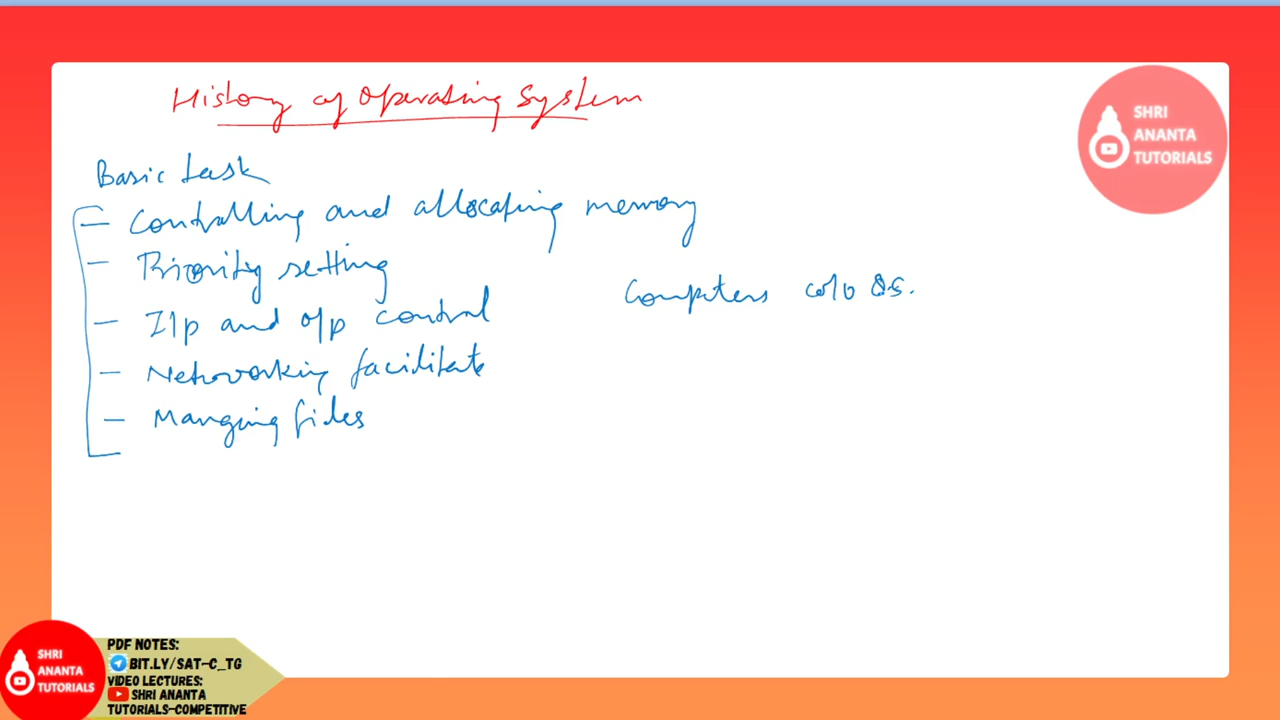 History of Operating System
Basic task
- Controlling and allocating memory
- Priority setting
- I/p and o/p control
- Networking facilitate
- Manging files
Computers w/o OS.
SHRI
ANANTA
TUTORIALS
SHRI
ANANTA
TUTORIALS
PDF NOTES:
BIT.LY/SAT-C_TG
VIDEO LECTURES:
SHRI ANANTA
TUTORIALS-COMPETITIVE